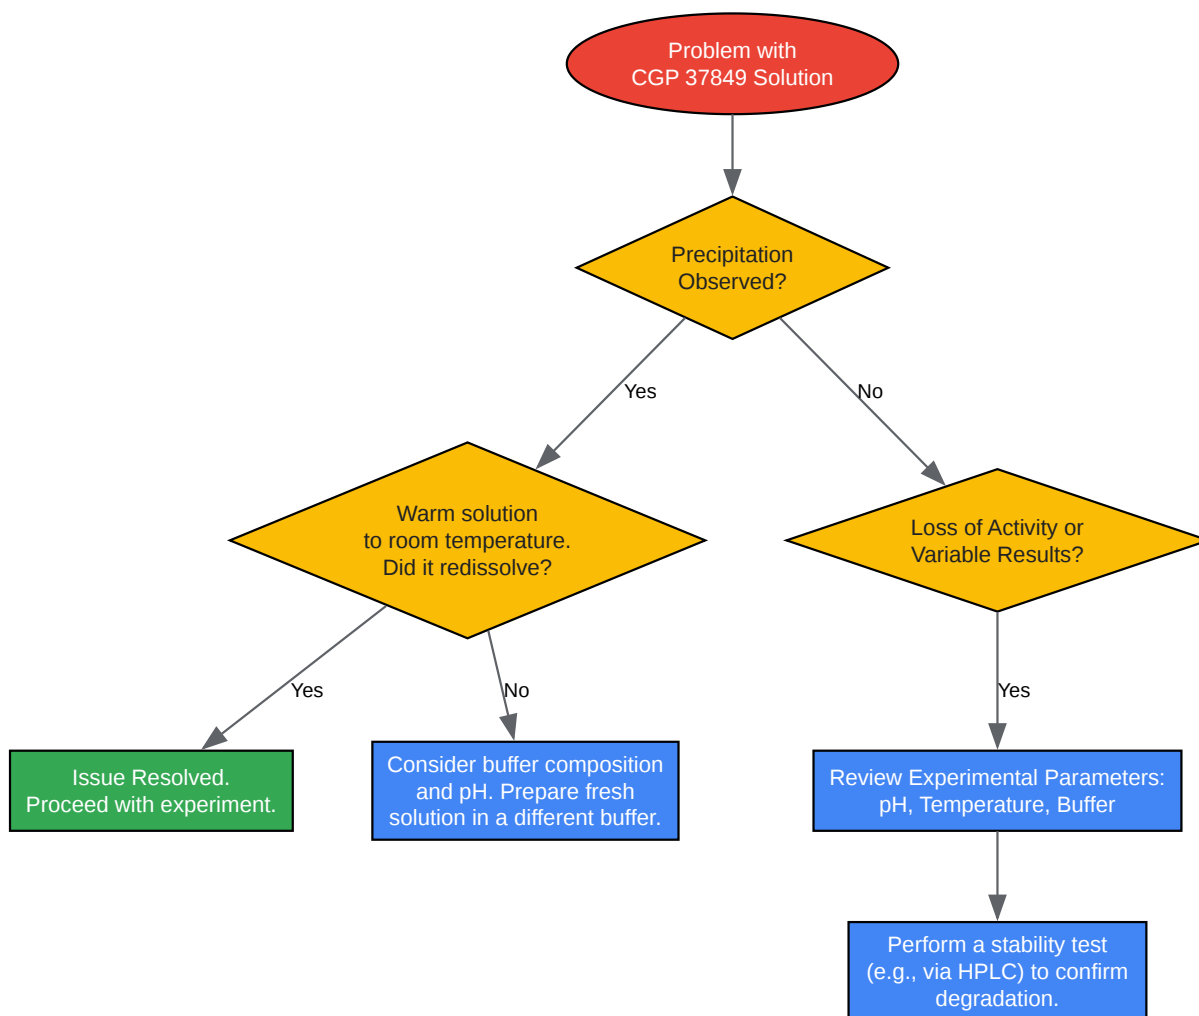 Problem with
CGP 37849 Solution
Precipitation
Observed?
Yes
No
Warm solution
to room temperature.
Did it redissolve?
Loss of Activity or
Variable Results?
Yes
No
Yes
Issue Resolved.
Proceed with experiment.
Consider buffer composition
and pH. Prepare fresh
solution in a different buffer.
Review Experimental Parameters:
pH, Temperature, Buffer
Perform a stability test
(e.g., via HPLC) to confirm
degradation.